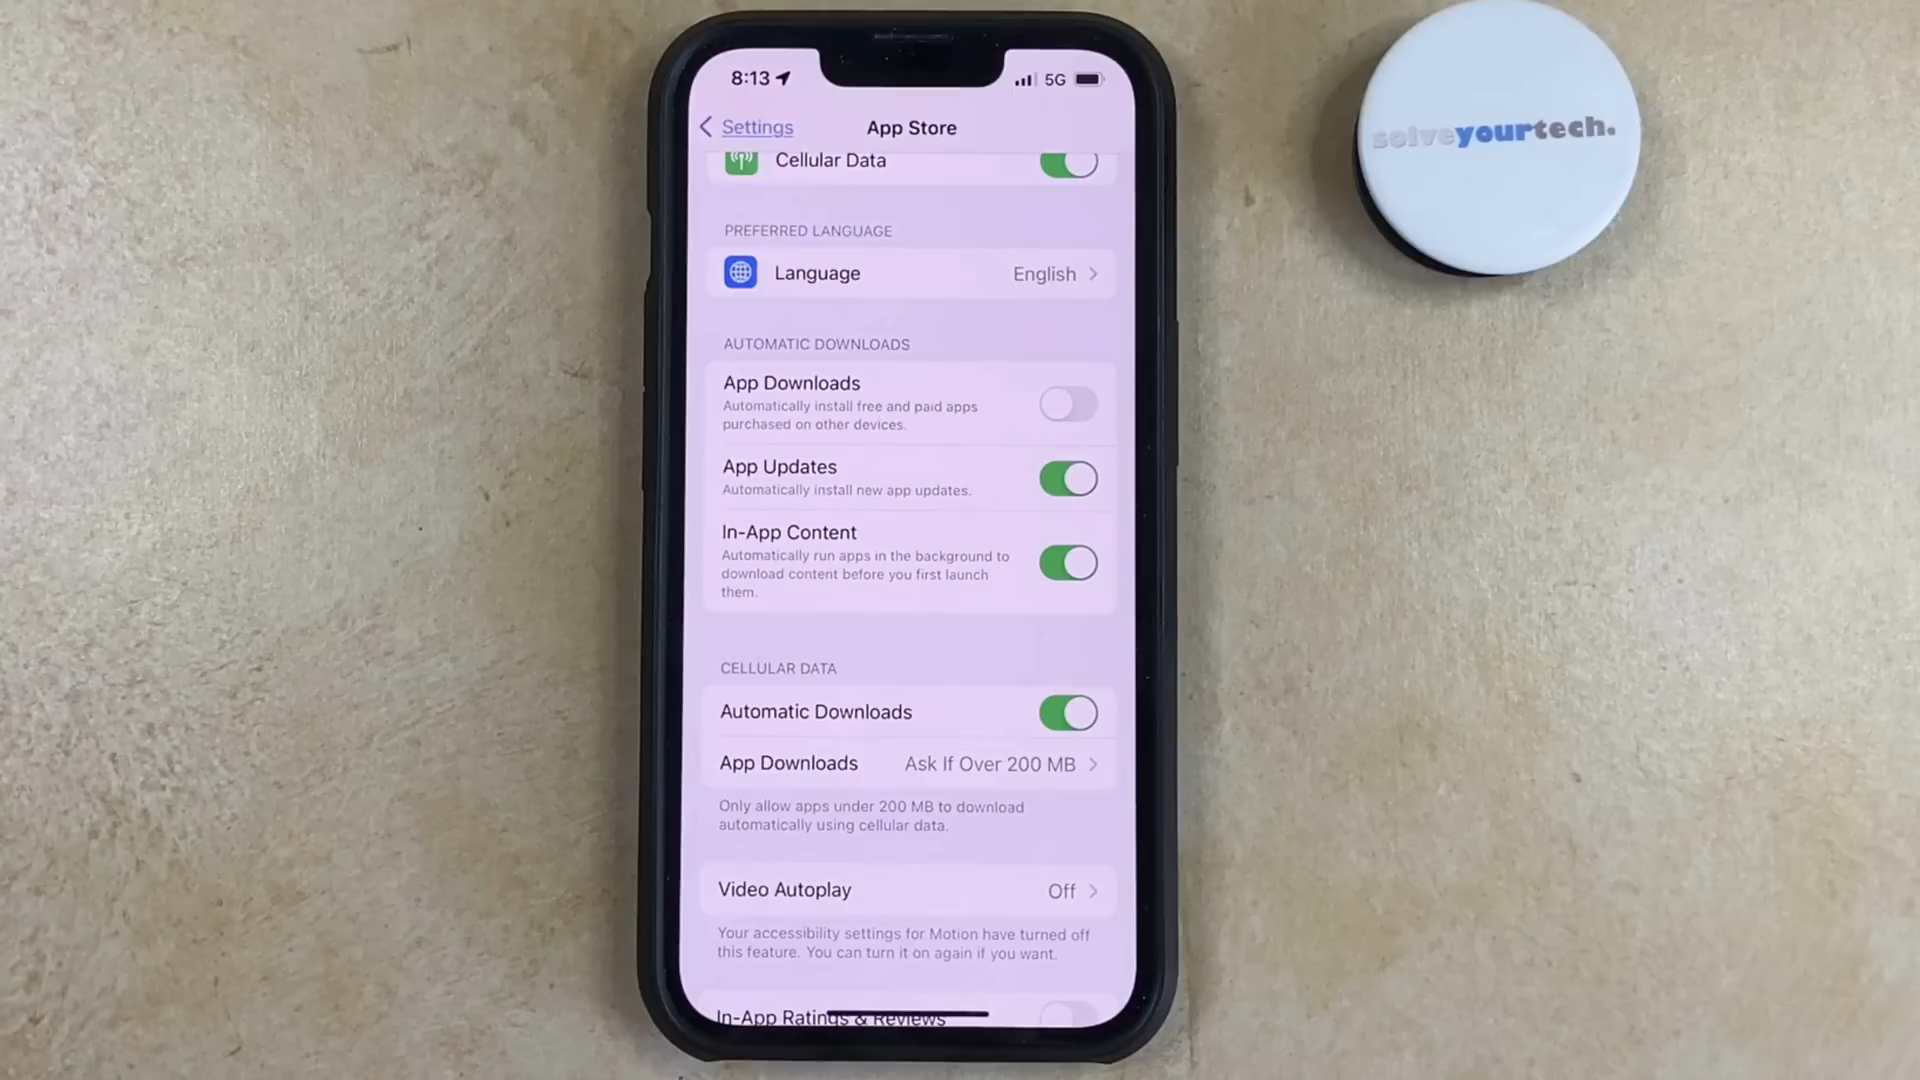 8:13
5G
Settings
App Store
Cellular Data
PREFERRED LANGUAGE
Language English
AUTOMATIC DOWNLOADS
App Downloads
Automatically install free and paid apps
purchased on other devices.
App Updates
Automatically install new app updates.
In-App Content
Automatically run apps in the background to
download content before you first launch
them.
CELLULAR DATA
Automatic Downloads
App Downloads Ask If Over 200 MB
Only allow apps under 200 MB to download
automatically using cellular data.
Video Autoplay Off
Your accessibility settings for Motion have turned off
this feature. You can turn it on again if you want.
In-App Ratings & Reviews
solveyourtech.